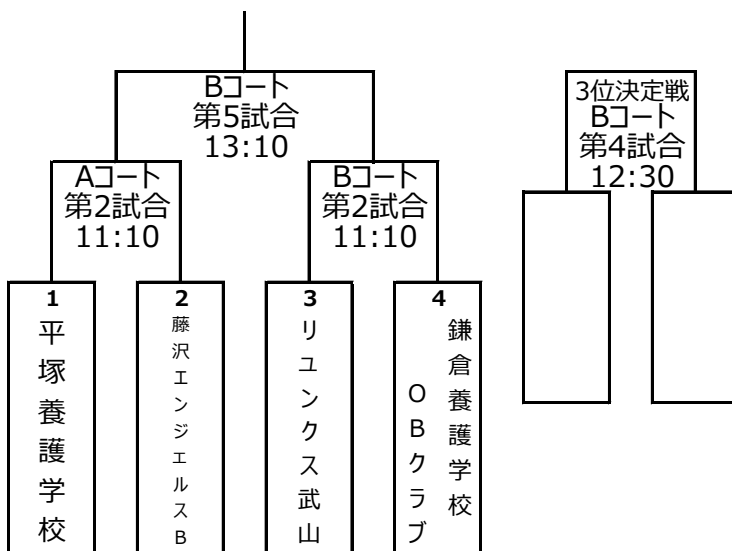 Bコート
第5試合
13:10
3位決定戦
Bコート
第4試合
12:30
Aコート
第2試合
11:10
Bコート
第2試合
11:10
1
平塚養護学校
2
藤沢エンジェルスB
3
リュンクス武山
4
鎌倉養護学校
OBクラブ